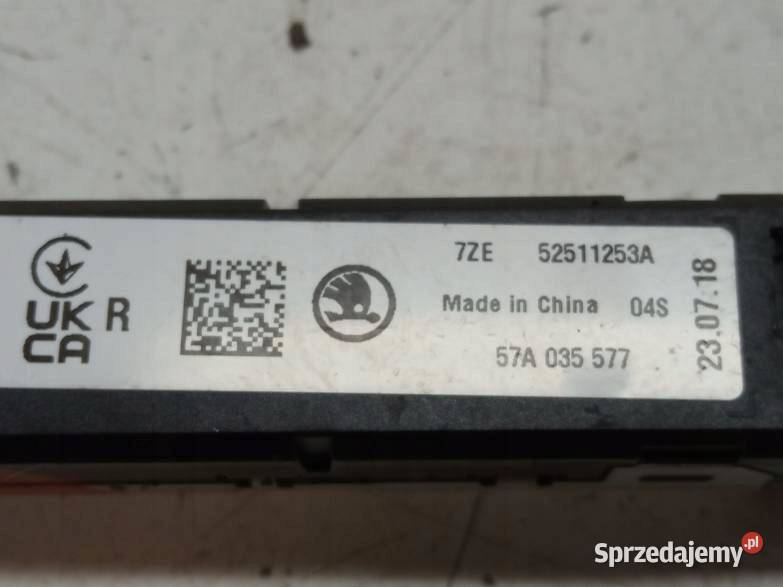 7ZE 52511253A
Made in China 04S
57A 035 577
23.07.18
UK R
CA
Sprzedajemy.pl